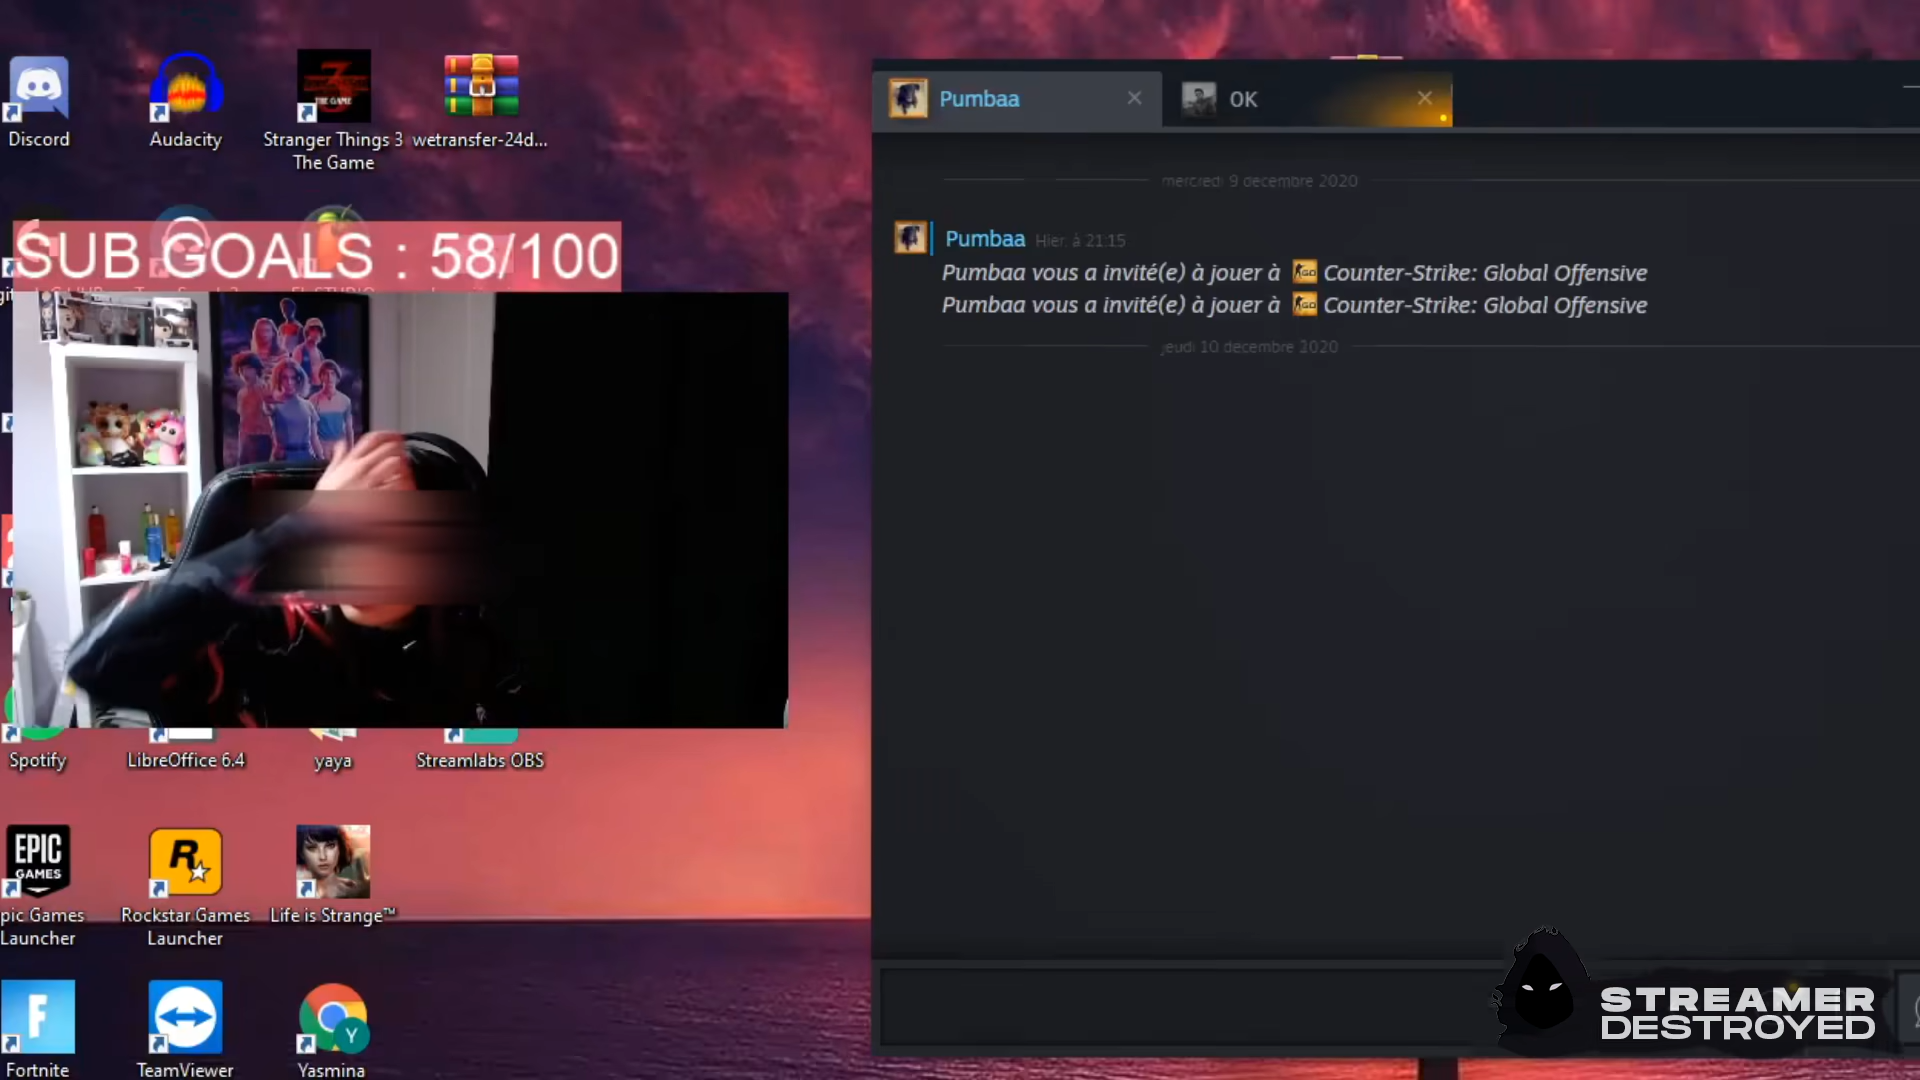 Discord
Audacity
Stranger Things 3
The Game
wetransfer-24d...
SUB GOALS : 58/100
Spotify
LibreOffice 6.4
yaya
Streamlabs OBS
EPIC
GAMES
pic Games
Launcher
Rockstar Games
Launcher
Life is Strange™
Fortnite
TeamViewer
Yasmina
Pumbaa
OK
mercredi 9 decembre 2020
Pumbaa Hier. à 21:15
Pumbaa vous a invité(e) à jouer à GO Counter-Strike: Global Offensive
Pumbaa vous a invité(e) à jouer à GO Counter-Strike: Global Offensive
jeudi 10 decembre 2020
STREAMER
DESTROYED